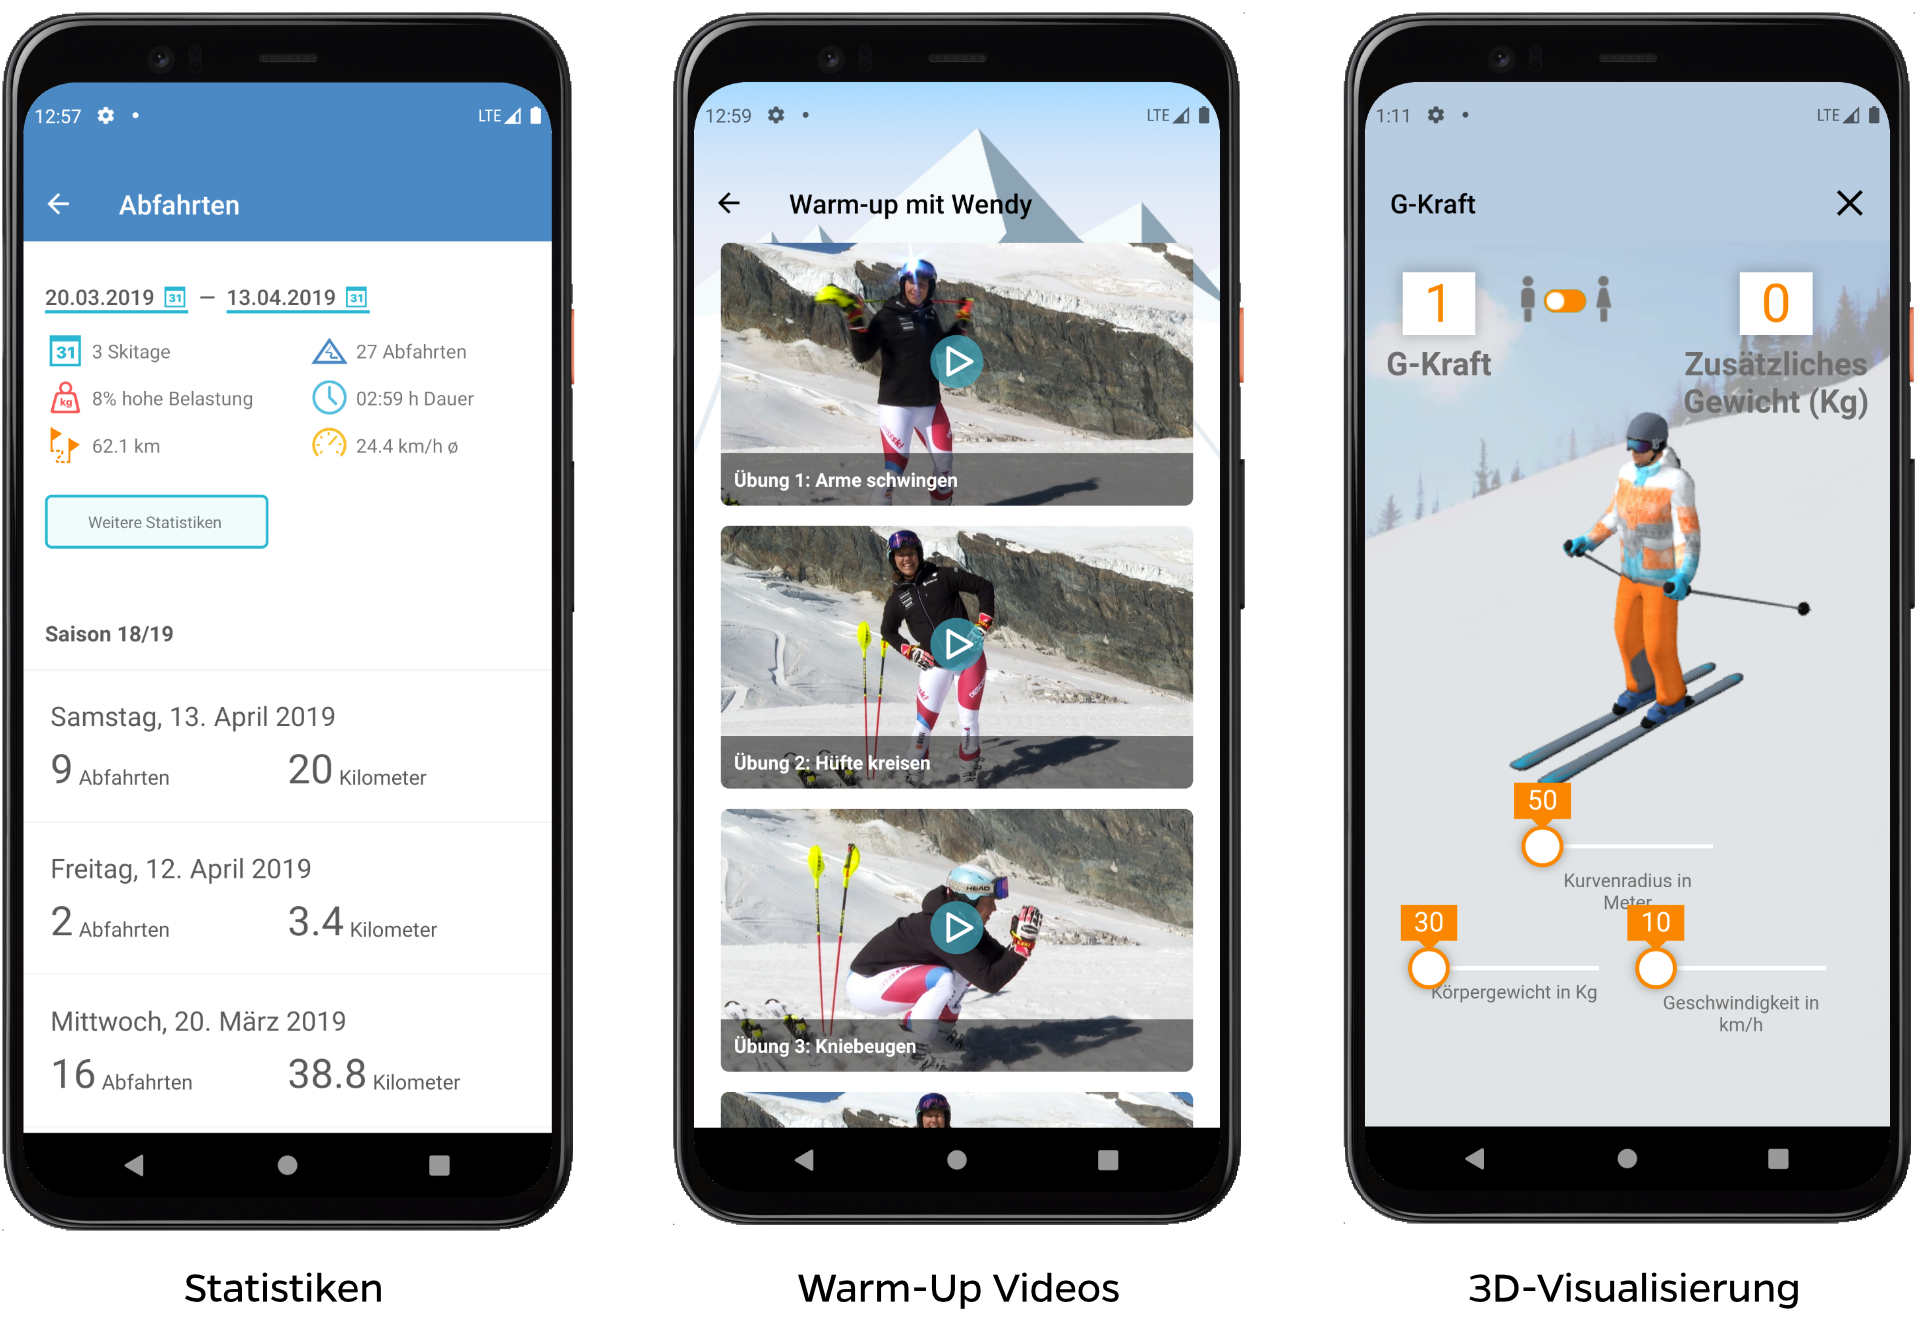 12:57
LTE
Abfahrten
20.03.2019 31 — 13.04.2019 31
31 3 Skitage
27 Abfahrten
kg 8% hohe Belastung
02:59 h Dauer
62.1 km
24.4 km/h ø
Weitere Statistiken
Saison 18/19
Samstag, 13. April 2019
9 Abfahrten 20 Kilometer
Freitag, 12. April 2019
2 Abfahrten 3.4 Kilometer
Mittwoch, 20. März 2019
16 Abfahrten 38.8 Kilometer
Statistiken
12:59
LTE
Warm-up mit Wendy
Übung 1: Arme schwingen
Übung 2: Hüfte kreisen
HEAD
Übung 3: Kniebeugen
Warm-Up Videos
1:11
LTE
G-Kraft
1
G-Kraft
0
Zusätzliches
Gewicht (Kg)
50
Kurvenradius in
Meter
30
Körpergewicht in Kg
10
Geschwindigkeit in
km/h
3D-Visualisierung